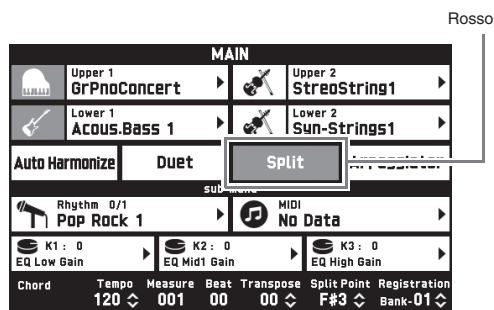 Rosso
MAIN
Upper 1
GrPnoConcert
Upper 2
StreoString1
Lower 1
Acous.Bass 1
Lower 2
Syn-Strings1
Auto Harmonize
Duet
Split
sub menu
Rhythm 0/1
Pop Rock 1
MIDI
No Data
K1: 0
EQ Low Gain
K2: 0
EQ Mid1 Gain
K3: 0
EQ High Gain
Chord
Tempo
120
Measure
001
Beat
00
Transpose
00
Split Point
F#3
Registration
Bank-01